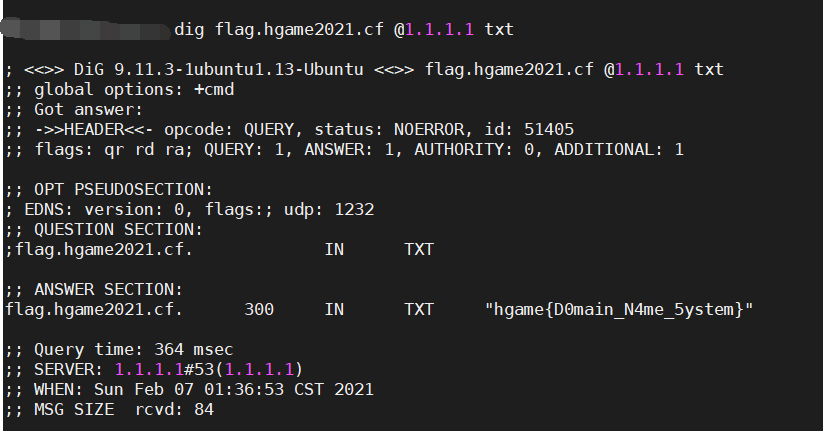 dig flag.hgame2021.cf @1.1.1.1 txt
; <<>> DiG 9.11.3-1ubuntu1.13-Ubuntu <<>> flag.hgame2021.cf @1.1.1.1 txt
;; global options: +cmd
;; Got answer:
;; ->>HEADER<<- opcode: QUERY, status: NOERROR, id: 51405
;; flags: qr rd ra; QUERY: 1, ANSWER: 1, AUTHORITY: 0, ADDITIONAL: 1
;; OPT PSEUDOSECTION:
; EDNS: version: 0, flags:; udp: 1232
;; QUESTION SECTION:
;flag.hgame2021.cf. IN TXT
;; ANSWER SECTION:
flag.hgame2021.cf. 300 IN TXT "hgame{D0main_N4me_5ystem}"
;; Query time: 364 msec
;; SERVER: 1.1.1.1#53(1.1.1.1)
;; WHEN: Sun Feb 07 01:36:53 CST 2021
;; MSG SIZE  rcvd: 84